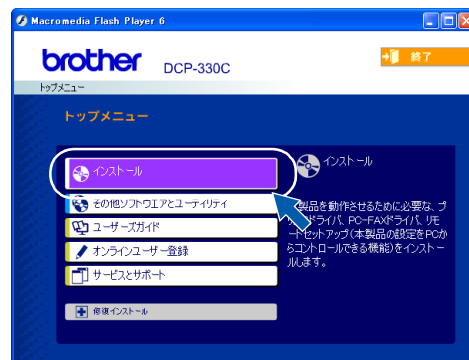 Macromedia Flash Player 6
brother DCP-330C
終了
トップメニュー
トップメニュー
インストール
その他ソフトウエアとユーティリティ
ユーザーズガイド
オンラインユーザー登録
サービスとサポート
修復インストール
インストール
製品を動作させるために必要な、プ
ドライバ、PC-FAXドライバ、リモ
ートセットアップ(本製品の設定をPCか
らコントロールできる機能)をインストー
ルします。